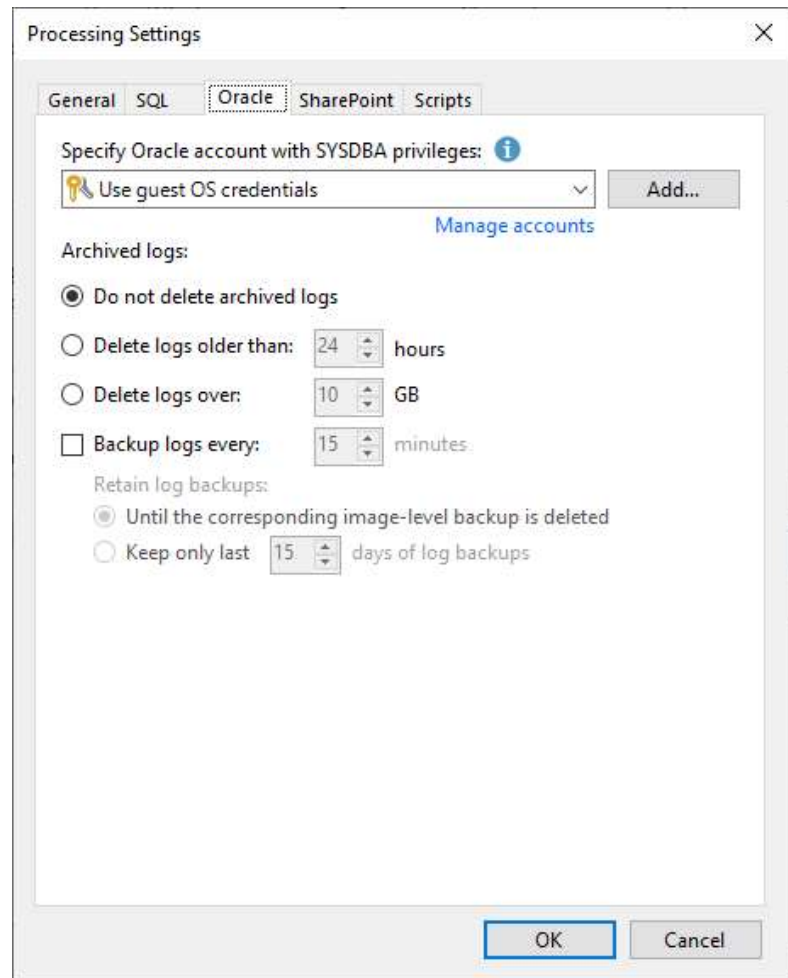 Processing Settings
General SQL Oracle SharePoint Scripts
Specify Oracle account with SYSDBA privileges: i
Use guest OS credentials Add...
Manage accounts
Archived logs:
Do not delete archived logs
Delete logs older than: 24 hours
Delete logs over: 10 GB
Backup logs every: 15 minutes
Retain log backups:
Until the corresponding image-level backup is deleted
Keep only last 15 days of log backups
OK Cancel